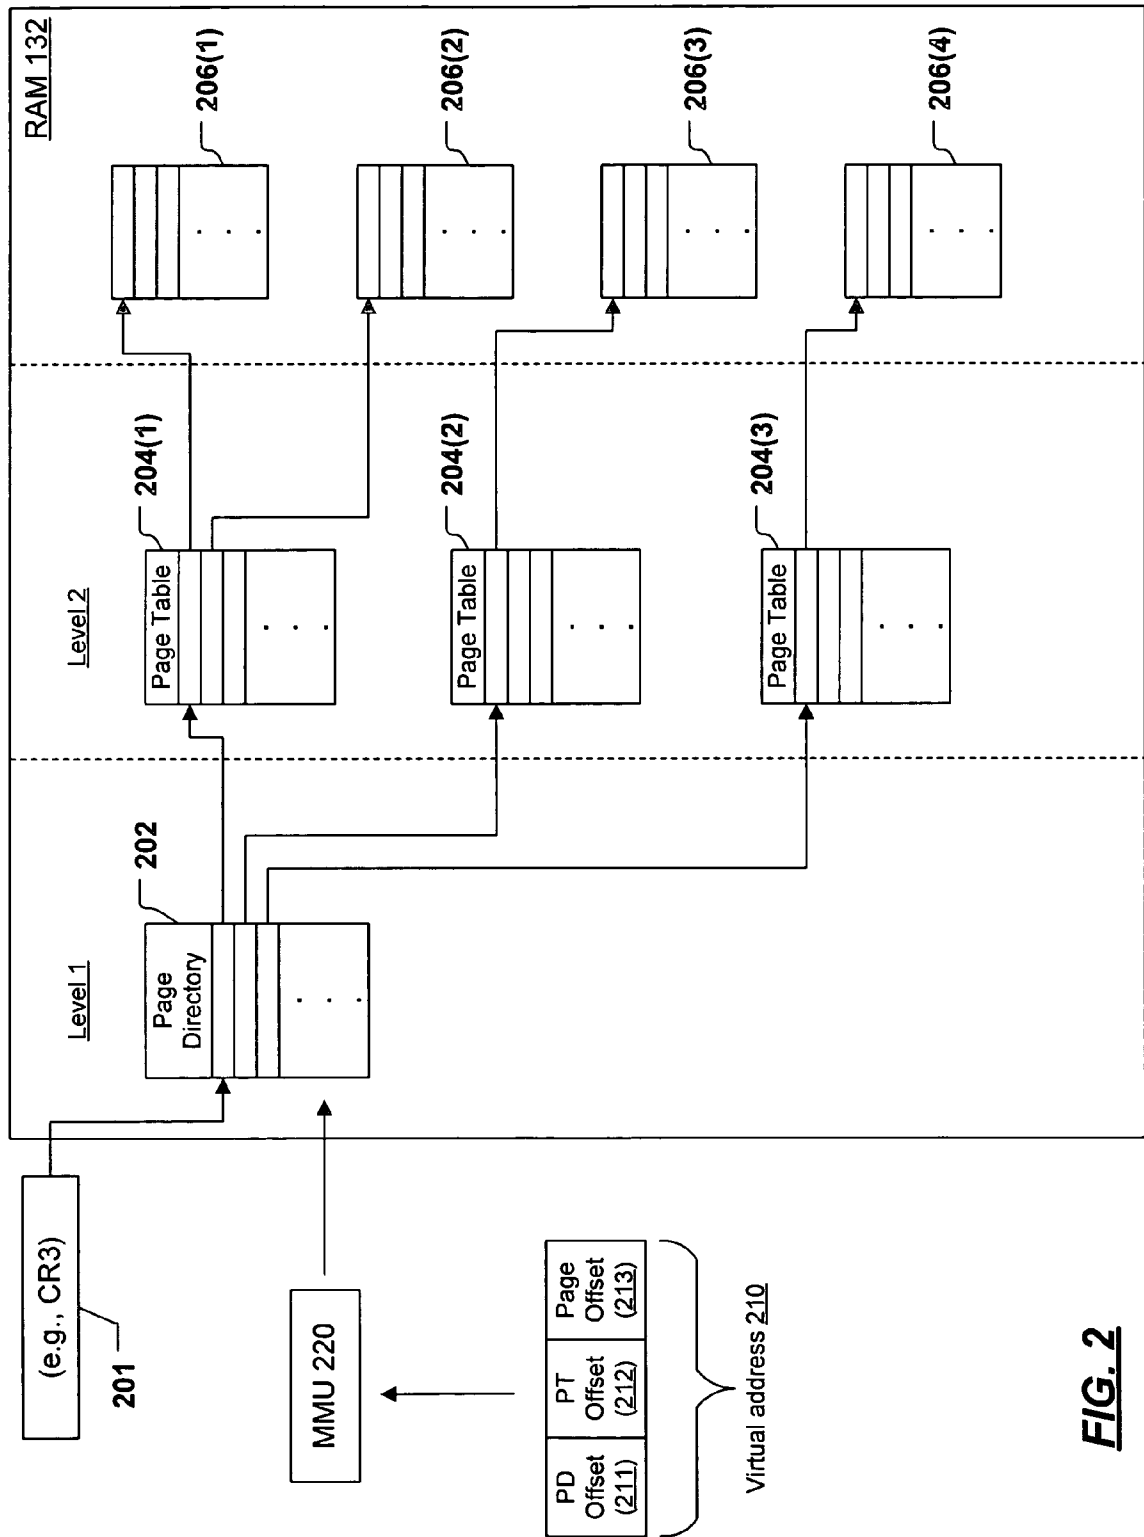 RAM 132
(e.g., CR3)
201
Level 1
Level 2
Page
Directory
202
Page Table
204(1)
Page Table
204(2)
Page Table
204(3)
206(1)
206(2)
206(3)
206(4)
MMU 220
PD
Offset
(211)
PT
Offset
(212)
Page
Offset
(213)
Virtual address 210
FIG. 2